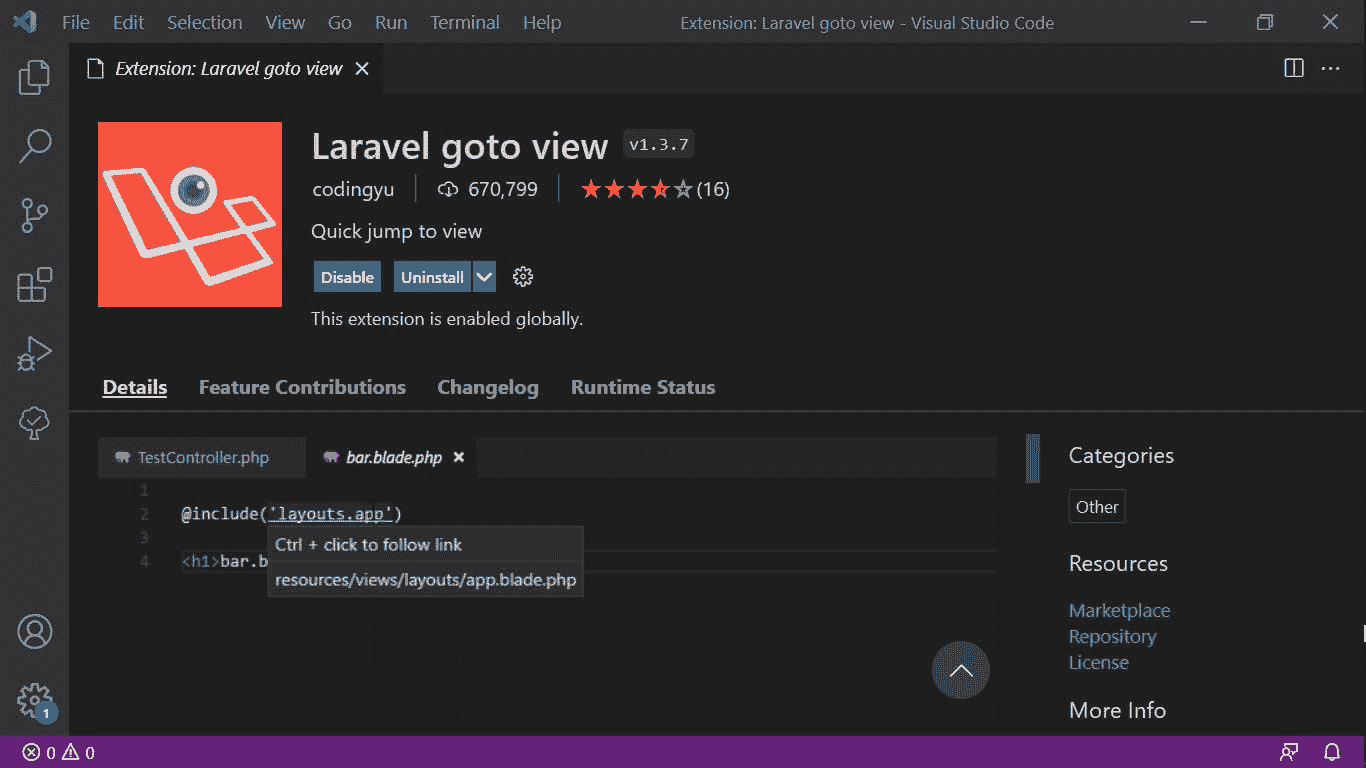 File Edit Selection View Go Run Terminal Help Extension: Laravel goto view - Visual Studio Code
Extension: Laravel goto view
Laravel goto view v1.3.7
codingyu 670,799 (16)
Quick jump to view
Disable Uninstall
This extension is enabled globally.
Details Feature Contributions Changelog Runtime Status
TestController.php bar.blade.php
1
2 @include('layouts.app')
3
4 <h1>bar.b
Ctrl + click to follow link
resources/views/layouts/app.blade.php
Categories
Other
Resources
Marketplace
Repository
License
More Info
1
0 0